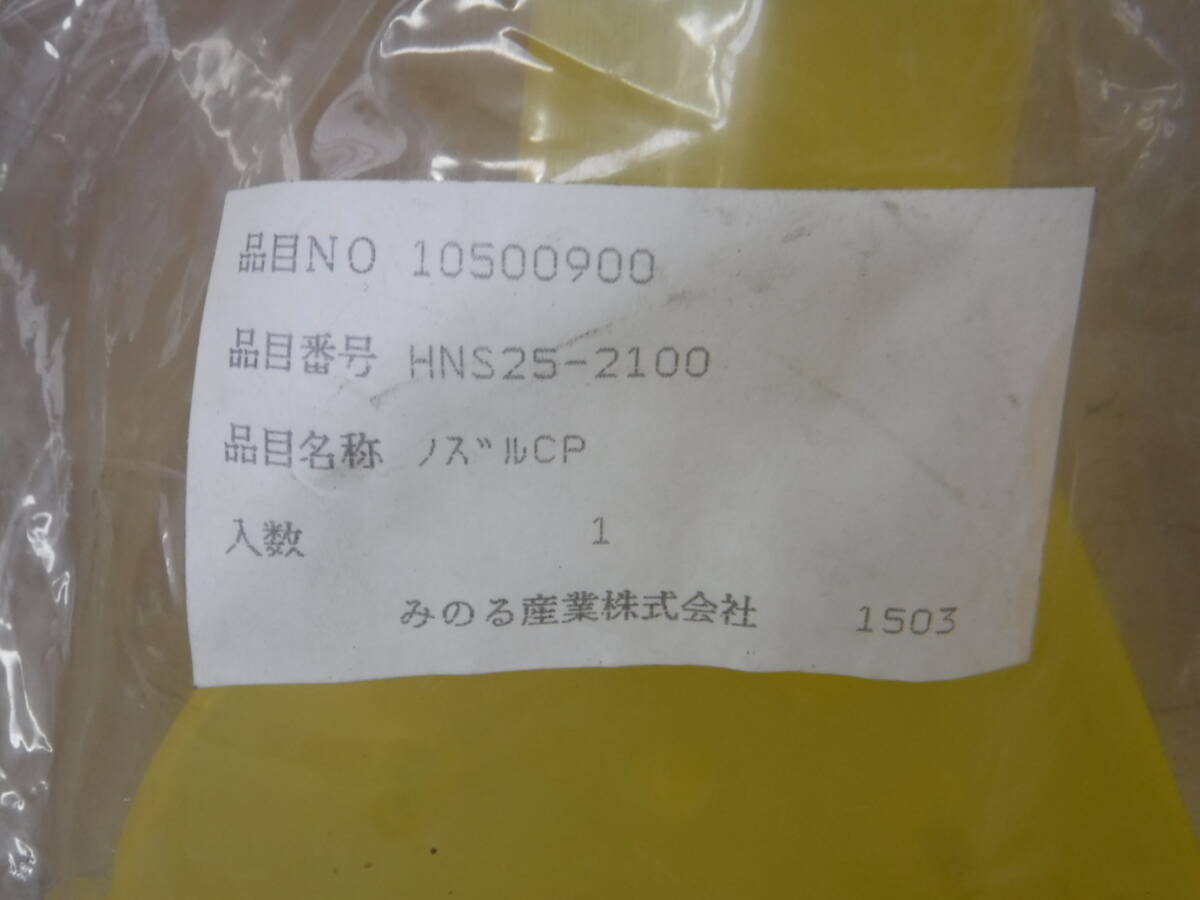 品目NO 10500900
品目番号 HNS25-2100
品目名称 ﾉｽﾞﾙCP
入数 1
みのる産業株式会社 1503